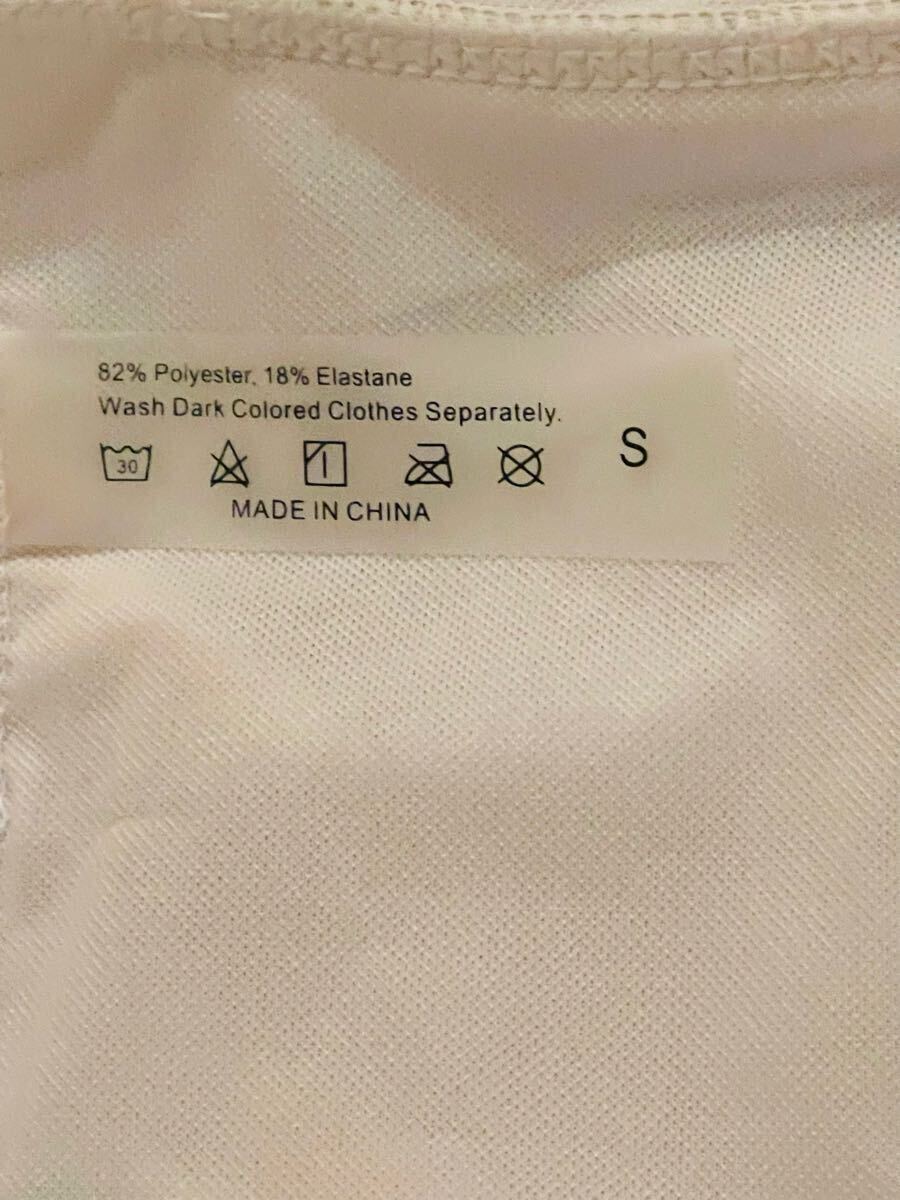 82% Polyester, 18% Elastane
Wash Dark Colored Clothes Separately.
30
S
MADE IN CHINA